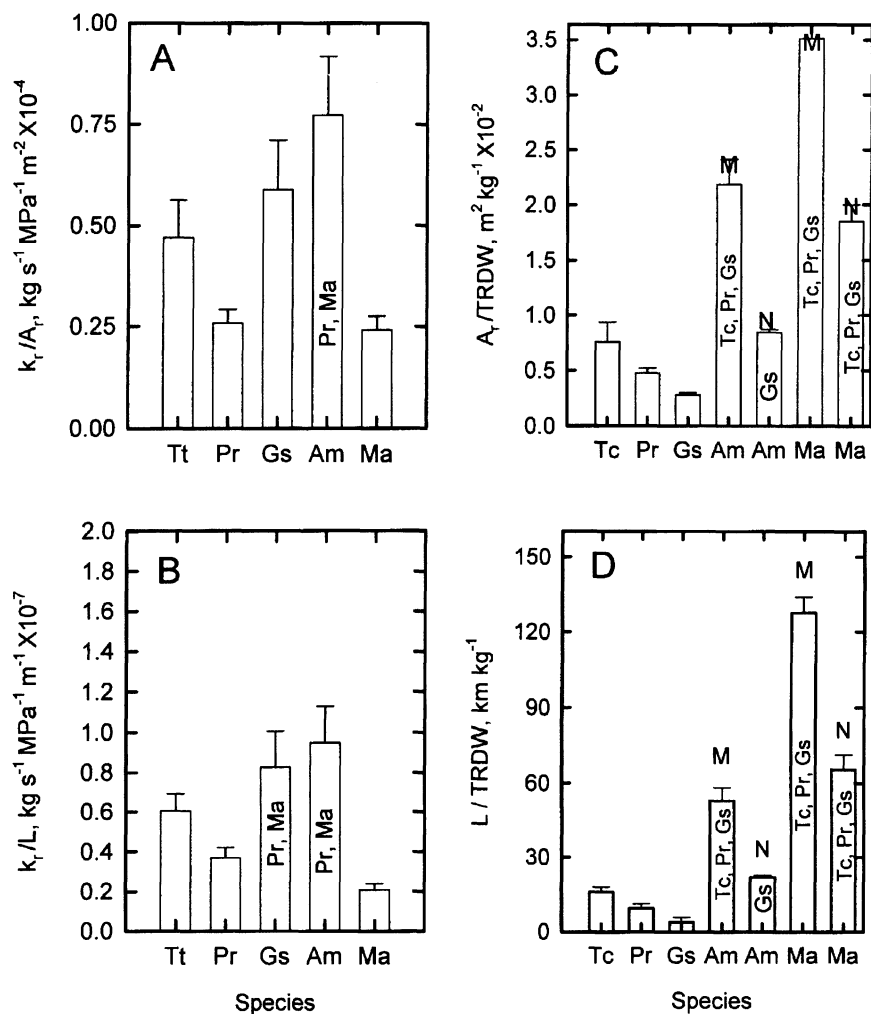 A
k_r/A_r, kg s⁻¹ MPa⁻¹ m⁻² X10⁻⁴
1.00
0.75
0.50
0.25
0.00
Pr, Ma
Tt Pr Gs Am Ma
C
A_r/TRDW, m² kg⁻¹ X10⁻²
3.5
3.0
2.5
2.0
1.5
1.0
0.5
0.0
M
Tc, Pr, Gs
N
Gs
M
Tc, Pr, Gs
N
Tc, Pr, Gs
Tc Pr Gs Am Am Ma Ma
B
k_r/L, kg s⁻¹ MPa⁻¹ m⁻¹ X10⁻⁷
2.0
1.8
1.6
1.4
1.2
1.0
0.8
0.6
0.4
0.2
0.0
Pr, Ma
Pr, Ma
Tt Pr Gs Am Ma
Species
D
L / TRDW, km kg⁻¹
150
120
90
60
30
0
M
Tc, Pr, Gs
N
Gs
M
Tc, Pr, Gs
N
Tc, Pr, Gs
Tc Pr Gs Am Am Ma Ma
Species